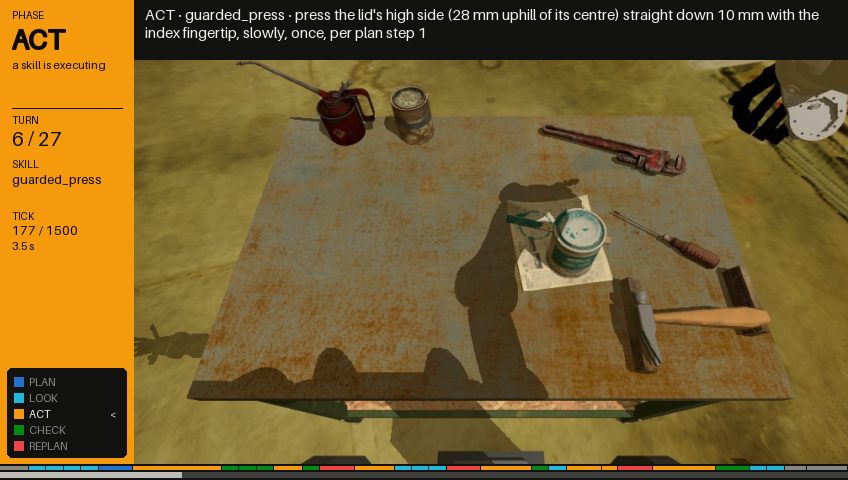 PHASE
ACT
a skill is executing
TURN
6 / 27
SKILL
guarded_press
TICK
177 / 1500
3.5 s
PLAN
LOOK
ACT <
CHECK
REPLAN
ACT · guarded_press · press the lid's high side (28 mm uphill of its centre) straight down 10 mm with the
index fingertip, slowly, once, per plan step 1